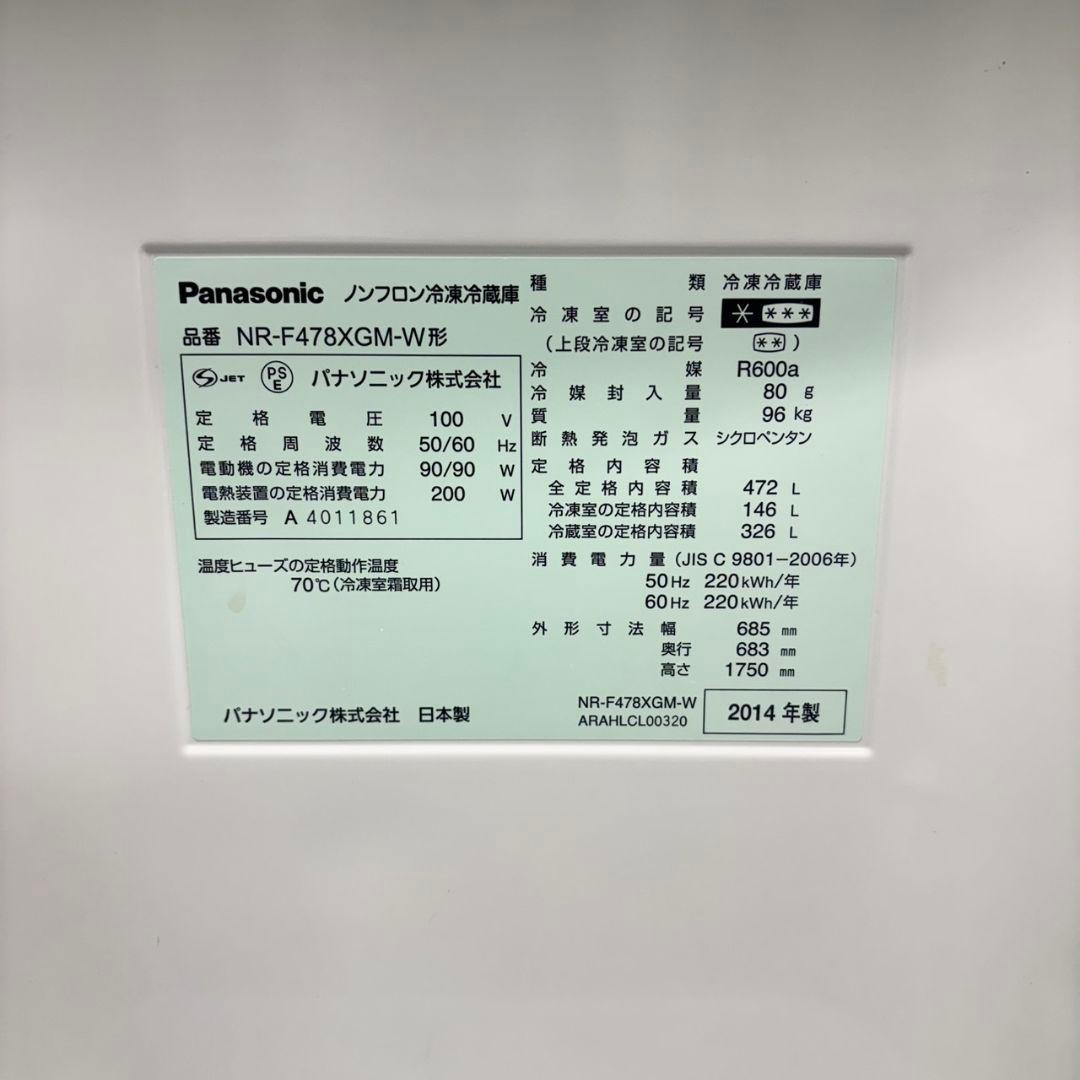 Panasonic ノンフロン冷凍冷蔵庫
品番 NR-F478XGM-W形
S JET PSE パナソニック株式会社
定格電圧 100 V
定格周波数 50/60 Hz
電動機の定格消費電力 90/90 W
電熱装置の定格消費電力 200 W
製造番号 A 4011861
温度ヒューズの定格動作温度
70℃(冷凍室霜取用)
パナソニック株式会社 日本製
種類 冷凍冷蔵庫
冷凍室の記号 * ***
(上段冷凍室の記号 ** )
冷媒 R600a
冷媒封入量 80 g
質量 96 kg
断熱発泡ガス シクロペンタン
定格内容積
全定格内容積 472 L
冷凍室の定格内容積 146 L
冷蔵室の定格内容積 326 L
消費電力量(JIS C 9801-2006年)
50Hz 220kWh/年
60Hz 220kWh/年
外形寸法 幅 685 mm
奥行 683 mm
高さ 1750 mm
NR-F478XGM-W
ARAHLCL00320
2014年製